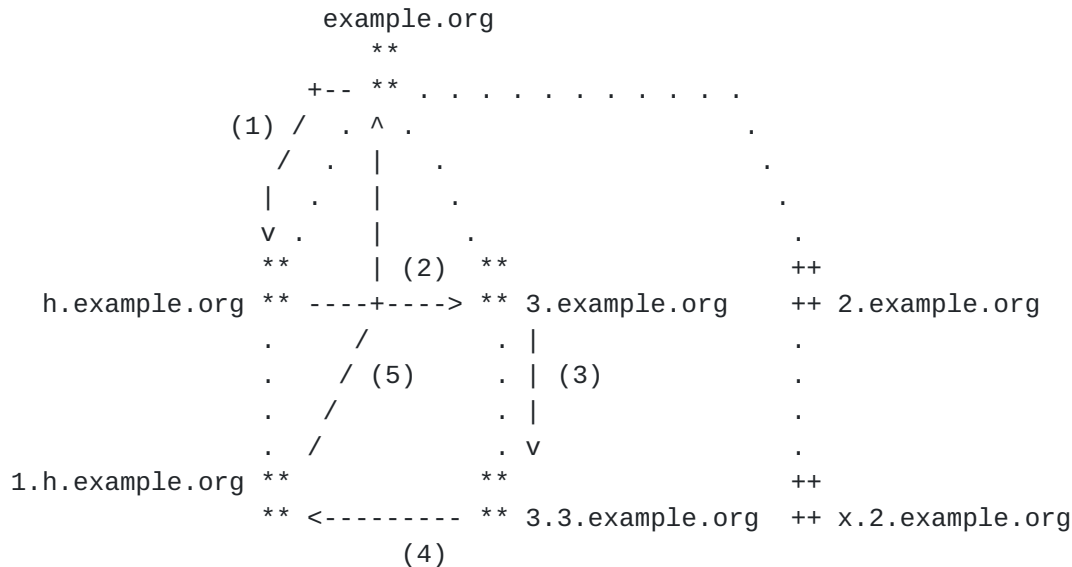 example.org
                       **
                   +-- ** . . . . . . . . . . .
              (1) /  . ^ .                     .
                 /  .  |   .                    .
                |  .   |    .                    .
                v .    |     .                    .
                **     | (2)  **                  ++
  h.example.org ** ----+----> ** 3.example.org    ++ 2.example.org
                .     /        . |                .
                .    / (5)     . | (3)            .
                .   /          . |                .
                .  /           . v                .
1.h.example.org **            **                  ++
                ** <--------- ** 3.3.example.org  ++ x.2.example.org
                         (4)